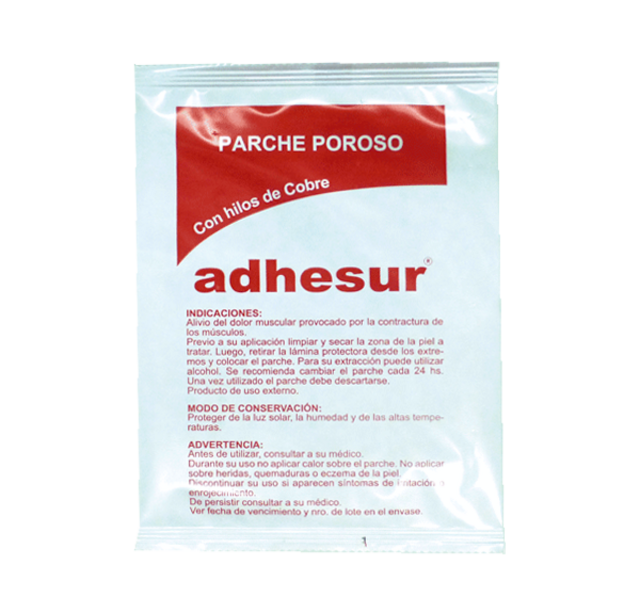 PARCHE POROSO
Con hilos de Cobre
adhesur®
INDICACIONES:
Alivio del dolor muscular provocado por la contractura de
los músculos.
Previo a su aplicación limpiar y secar la zona de la piel a
tratar. Luego, retirar la lámina protectora desde los extre-
mos y colocar el parche. Para su extracción puede utilizar
alcohol. Se recomienda cambiar el parche cada 24 hs.
Una vez utilizado el parche debe descartarse.
Producto de uso externo.
MODO DE CONSERVACIÓN:
Proteger de la luz solar, la humedad y de las altas tempe-
raturas.
ADVERTENCIA:
Antes de utilizar, consultar a su médico.
Durante su uso no aplicar calor sobre el parche. No aplicar
sobre heridas, quemaduras o eczema de la piel.
Discontinuar su uso si aparecen síntomas de irritación o
enrojecimiento.
De persistir consultar a su médico.
Ver fecha de vencimiento y nro. de lote en el envase.